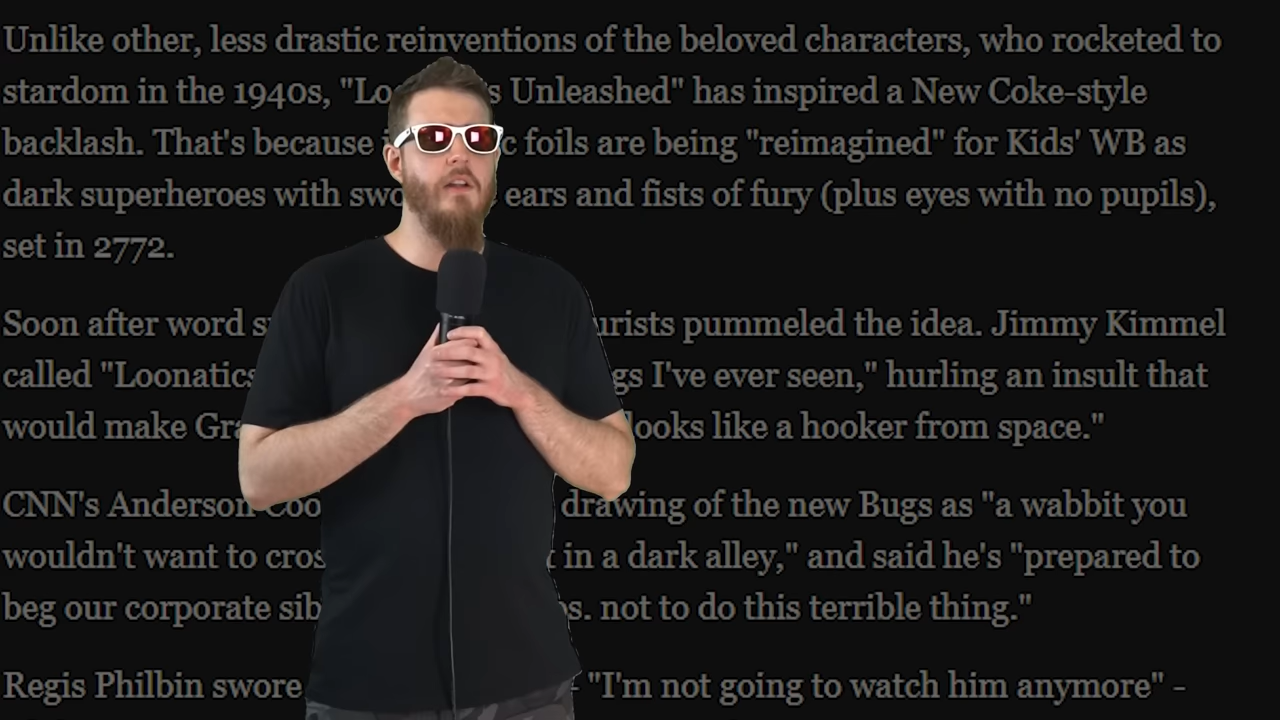 Unlike other, less drastic reinventions of the beloved characters, who rocketed to
stardom in the 1940s, "Lo s Unleashed" has inspired a New Coke-style
backlash. That's because c foils are being "reimagined" for Kids' WB as
dark superheroes with swo ears and fists of fury (plus eyes with no pupils),
set in 2772.
Soon after word s urists pummeled the idea. Jimmy Kimmel
called "Loonatics gs I've ever seen," hurling an insult that
would make Gra looks like a hooker from space."
CNN's Anderson Coo drawing of the new Bugs as "a wabbit you
wouldn't want to cros in a dark alley," and said he's "prepared to
beg our corporate sib os. not to do this terrible thing."
Regis Philbin swore - "I'm not going to watch him anymore" -